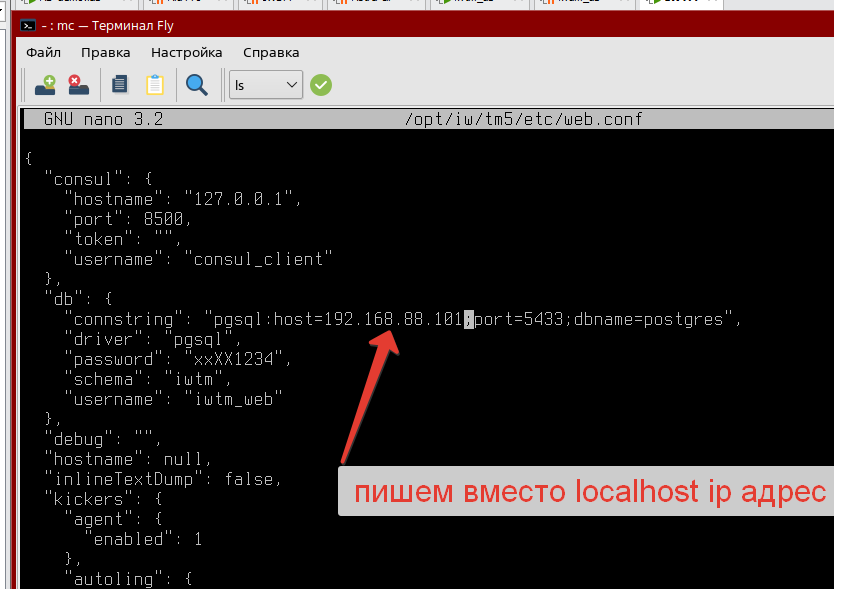 - : mc — Терминал Fly
Файл Правка Настройка Справка
ls
GNU nano 3.2 /opt/iw/tm5/etc/web.conf
{
"consul": {
"hostname": "127.0.0.1",
"port": 8500,
"token": "",
"username": "consul_client"
},
"db": {
"connstring": "pgsql:host=192.168.88.101;port=5433;dbname=postgres",
"driver": "pgsql",
"password": "xxXX1234",
"schema": "iwtm",
"username": "iwtm_web"
},
"debug": "",
"hostname": null,
"inlineTextDump": false,
"kickers": {
"agent": {
"enabled": 1
},
"autoling": {
пишем вместо localhost ip адрес